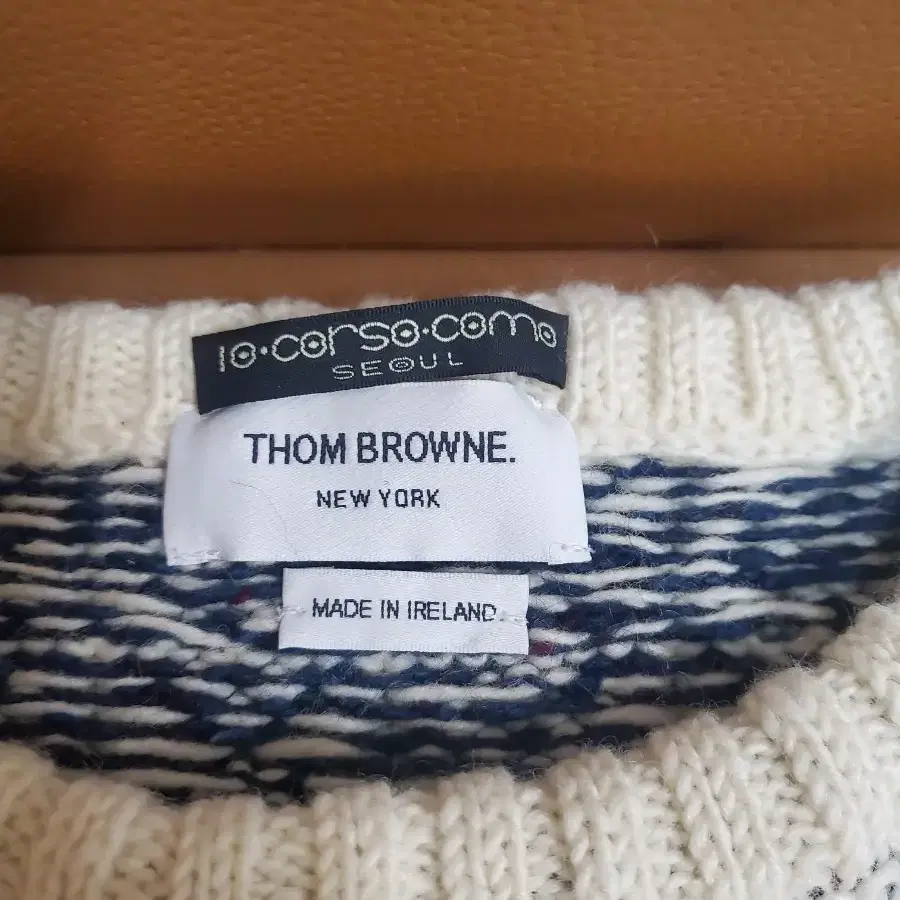 10·corso·como
SEOUL
THOM BROWNE.
NEW YORK
MADE IN IRELAND